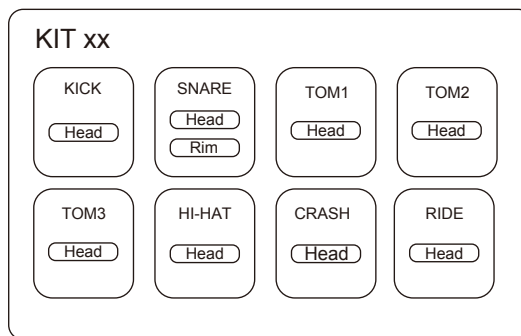 KIT xx
KICK
Head
SNARE
Head
Rim
TOM1
Head
TOM2
Head
TOM3
Head
HI-HAT
Head
CRASH
Head
RIDE
Head